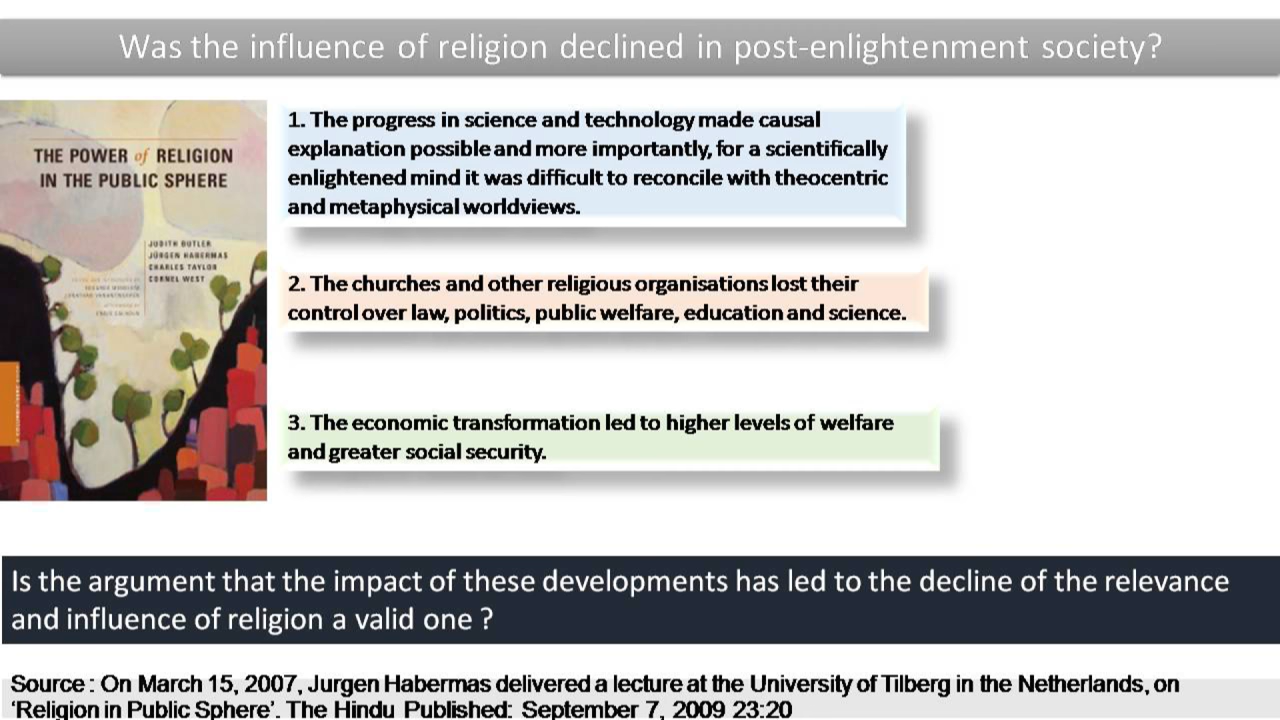 Was the influence of religion declined in post-enlightenment society?
THE POWER of RELIGION
IN THE PUBLIC SPHERE
JUDITH BUTLER
JÜRGEN HABERMAS
CHARLES TAYLOR
CORNEL WEST
1. The progress in science and technology made causal
explanation possible and more importantly, for a scientifically
enlightened mind it was difficult to reconcile with theocentric
and metaphysical worldviews.
2. The churches and other religious organisations lost their
control over law, politics, public welfare, education and science.
3. The economic transformation led to higher levels of welfare
and greater social security.
Is the argument that the impact of these developments has led to the decline of the relevance
and influence of religion a valid one ?
Source : On March 15, 2007, Jurgen Habermas delivered a lecture at the University of Tilberg in the Netherlands, on
‘Religion in Public Sphere’. The Hindu Published: September 7, 2009 23:20